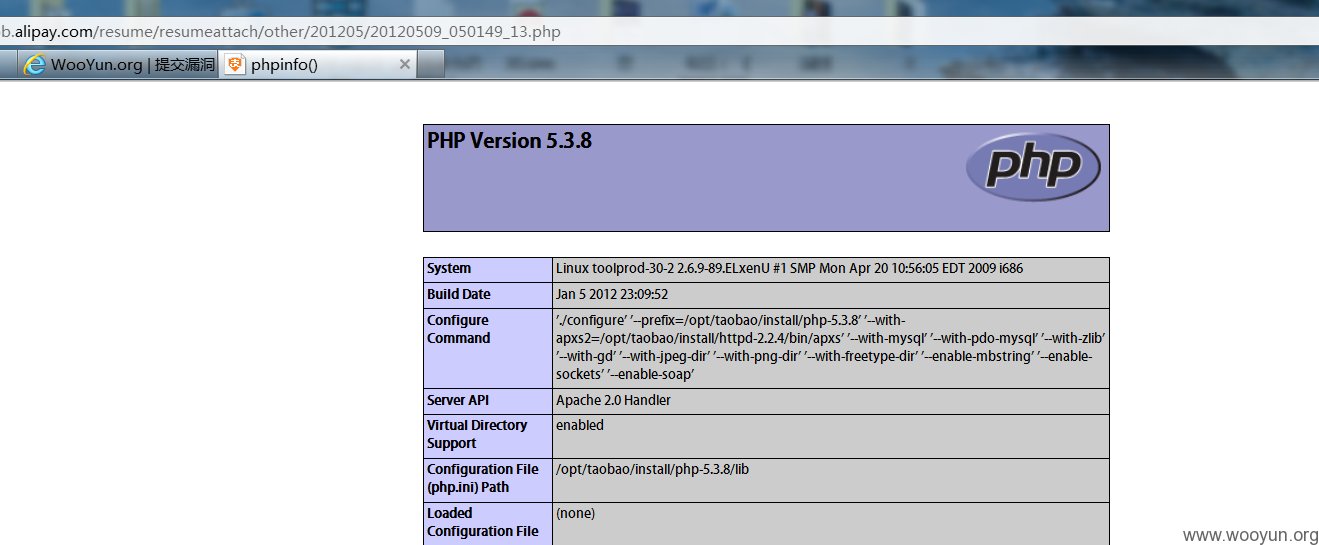 b.alipay.com/resume/resumeattach/other/201205/20120509_050149_13.php
WooYun.org | 提交漏洞
phpinfo()
PHP Version 5.3.8
php
System
Linux toolprod-30-2 2.6.9-89.ELxenU #1 SMP Mon Apr 20 10:56:05 EDT 2009 i686
Build Date
Jan 5 2012 23:09:52
Configure
Command
'./configure' '--prefix=/opt/taobao/install/php-5.3.8' '--with-
apxs2=/opt/taobao/install/httpd-2.2.4/bin/apxs' '--with-mysql' '--with-pdo-mysql' '--with-zlib'
'--with-gd' '--with-jpeg-dir' '--with-png-dir' '--with-freetype-dir' '--enable-mbstring' '--enable-
sockets' '--enable-soap'
Server API
Apache 2.0 Handler
Virtual Directory
Support
enabled
Configuration File
(php.ini) Path
/opt/taobao/install/php-5.3.8/lib
Loaded
Configuration File
(none)
www.wooyun.org